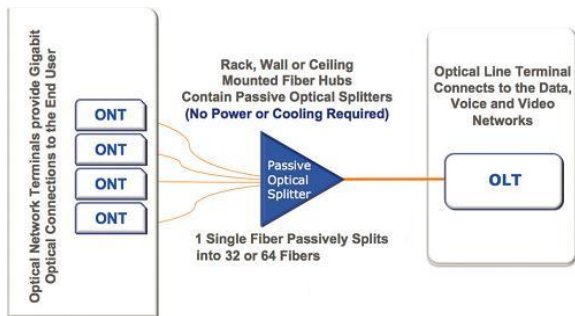 Optical Network Terminals provide Gigabit
Optical Connections to the End User
ONT
ONT
ONT
ONT
Rack, Wall or Ceiling
Mounted Fiber Hubs
Contain Passive Optical Splitters
(No Power or Cooling Required)
Passive
Optical
Splitter
1 Single Fiber Passively Splits
into 32 or 64 Fibers
Optical Line Terminal
Connects to the Data,
Voice and Video
Networks
OLT